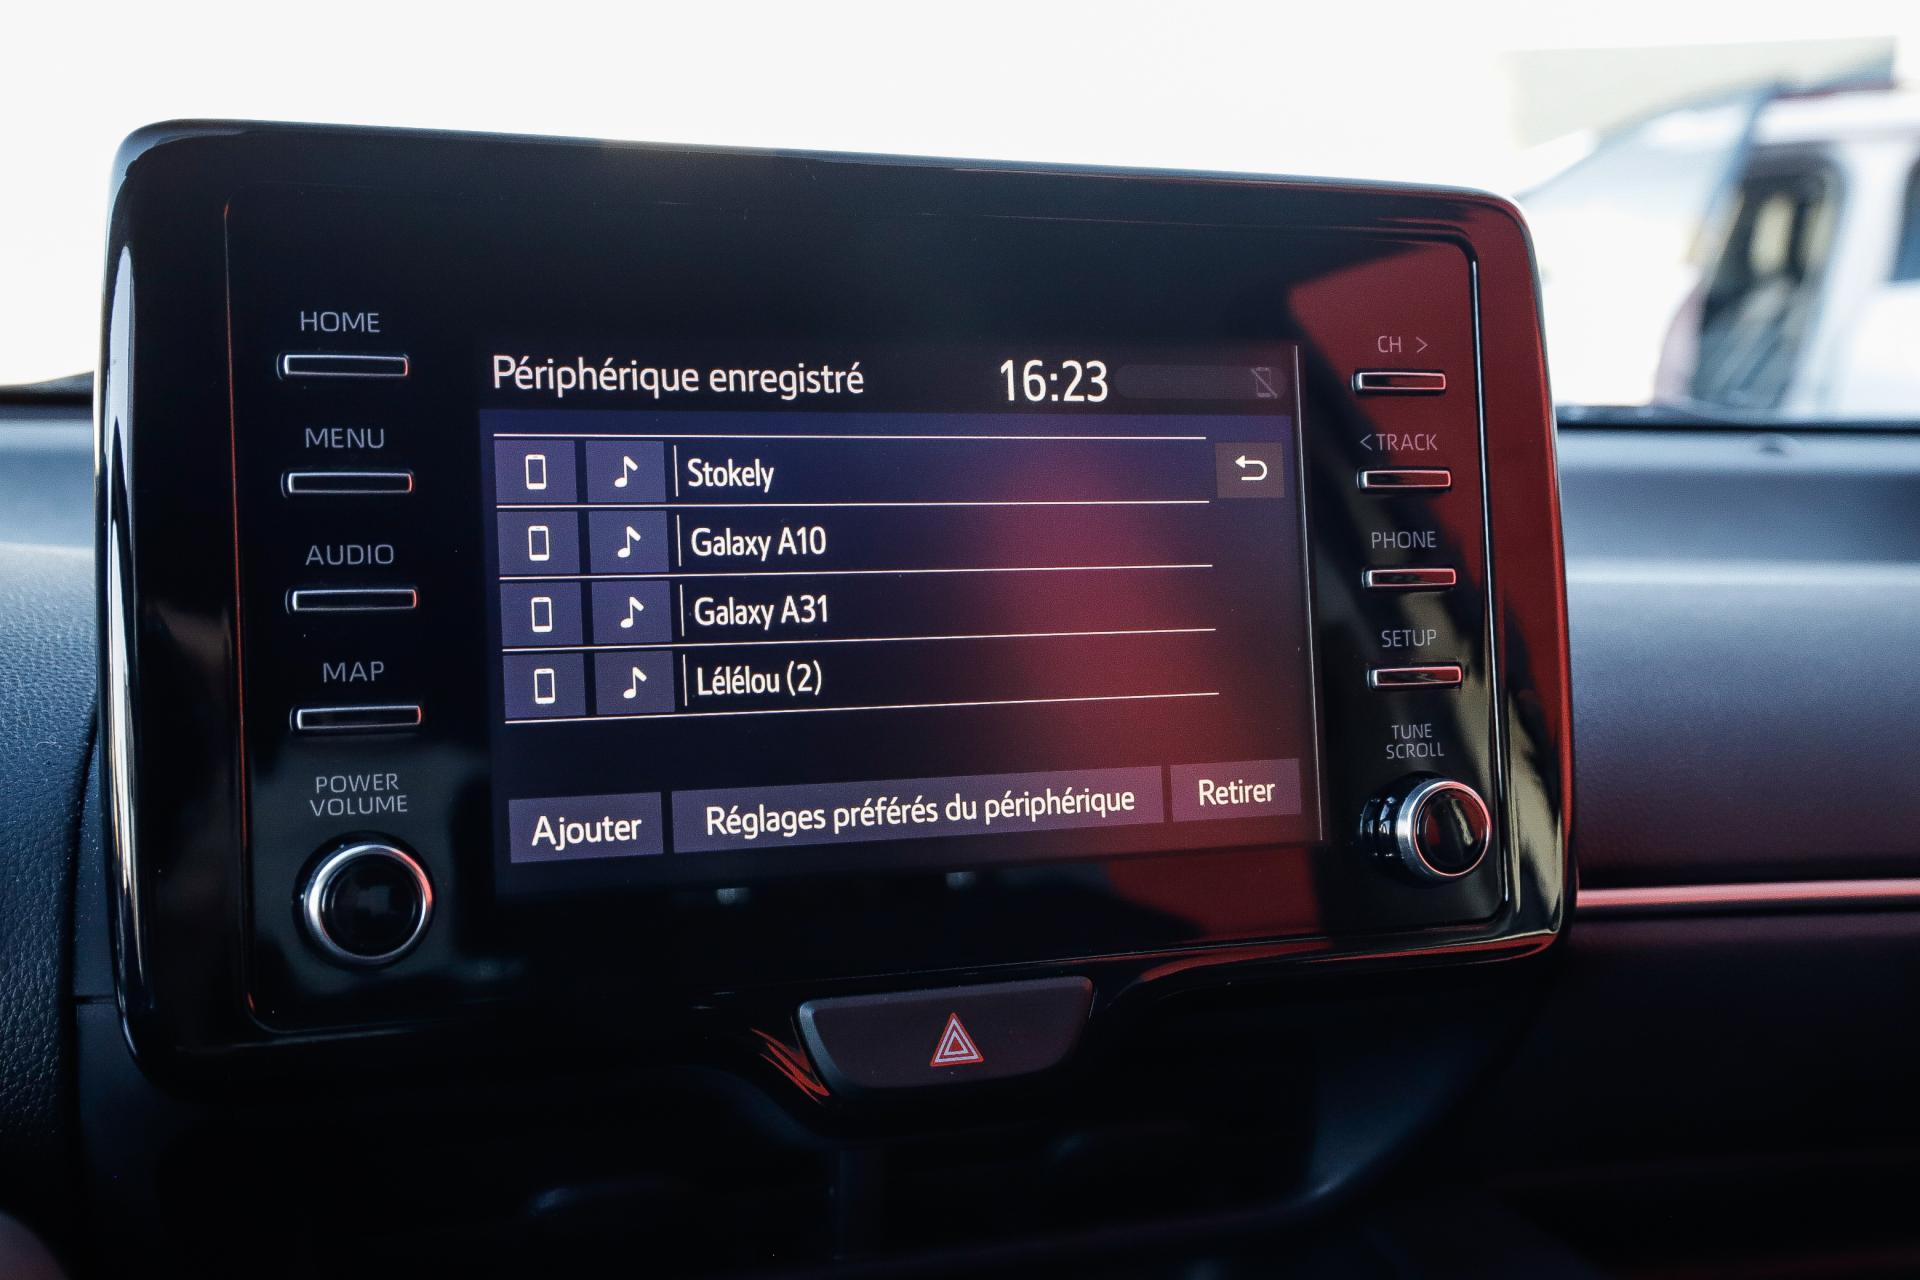 HOME
MENU
AUDIO
MAP
POWER
VOLUME
Périphérique enregistré
16:23
Stokely
Galaxy A10
Galaxy A31
Lélélou (2)
Ajouter
Réglages préférés du périphérique
Retirer
CH >
<TRACK
PHONE
SETUP
TUNE
SCROLL